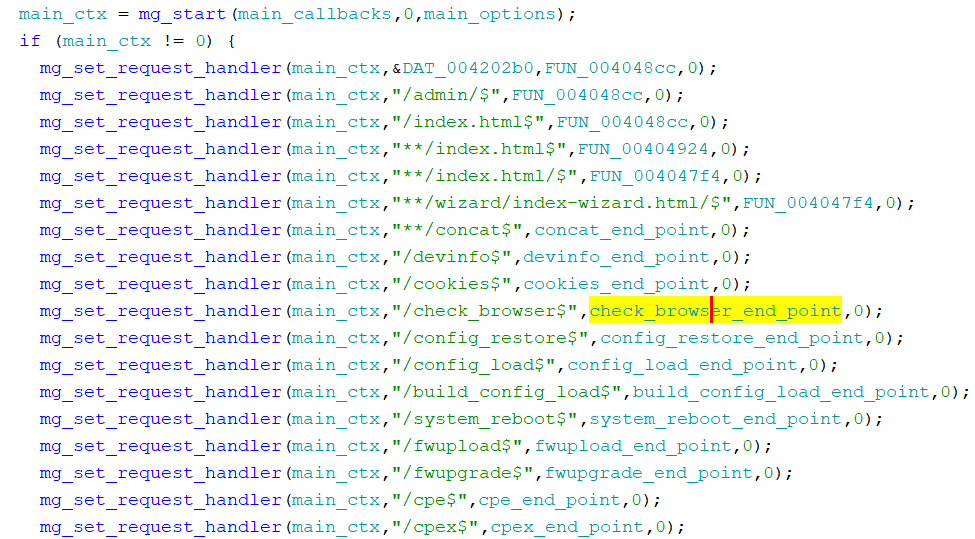 main_ctx = mg_start(main_callbacks,0,main_options);
if (main_ctx != 0) {
mg_set_request_handler(main_ctx,&DAT_004202b0,FUN_004048cc,0);
mg_set_request_handler(main_ctx,"/admin/$",FUN_004048cc,0);
mg_set_request_handler(main_ctx,"/index.html$",FUN_004048cc,0);
mg_set_request_handler(main_ctx,"**/index.html$",FUN_00404924,0);
mg_set_request_handler(main_ctx,"**/index.html/$",FUN_004047f4,0);
mg_set_request_handler(main_ctx,"**/wizard/index-wizard.html/$",FUN_004047f4,0);
mg_set_request_handler(main_ctx,"**/concat$",concat_end_point,0);
mg_set_request_handler(main_ctx,"/devinfo$",devinfo_end_point,0);
mg_set_request_handler(main_ctx,"/cookies$",cookies_end_point,0);
mg_set_request_handler(main_ctx,"/check_browser$",check_browser_end_point,0);
mg_set_request_handler(main_ctx,"/config_restore$",config_restore_end_point,0);
mg_set_request_handler(main_ctx,"/config_load$",config_load_end_point,0);
mg_set_request_handler(main_ctx,"/build_config_load$",build_config_load_end_point,0);
mg_set_request_handler(main_ctx,"/system_reboot$",system_reboot_end_point,0);
mg_set_request_handler(main_ctx,"/fwupload$",fwupload_end_point,0);
mg_set_request_handler(main_ctx,"/fwupgrade$",fwupgrade_end_point,0);
mg_set_request_handler(main_ctx,"/cpe$",cpe_end_point,0);
mg_set_request_handler(main_ctx,"/cpex$",cpex_end_point,0);